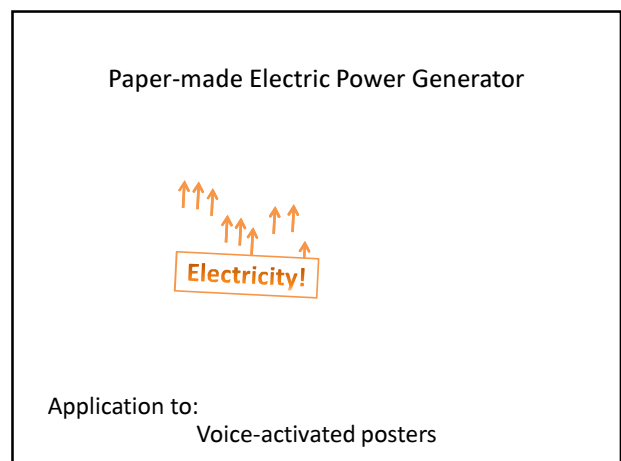 Paper-made Electric Power Generator
Electricity!
Application to:
Voice-activated posters